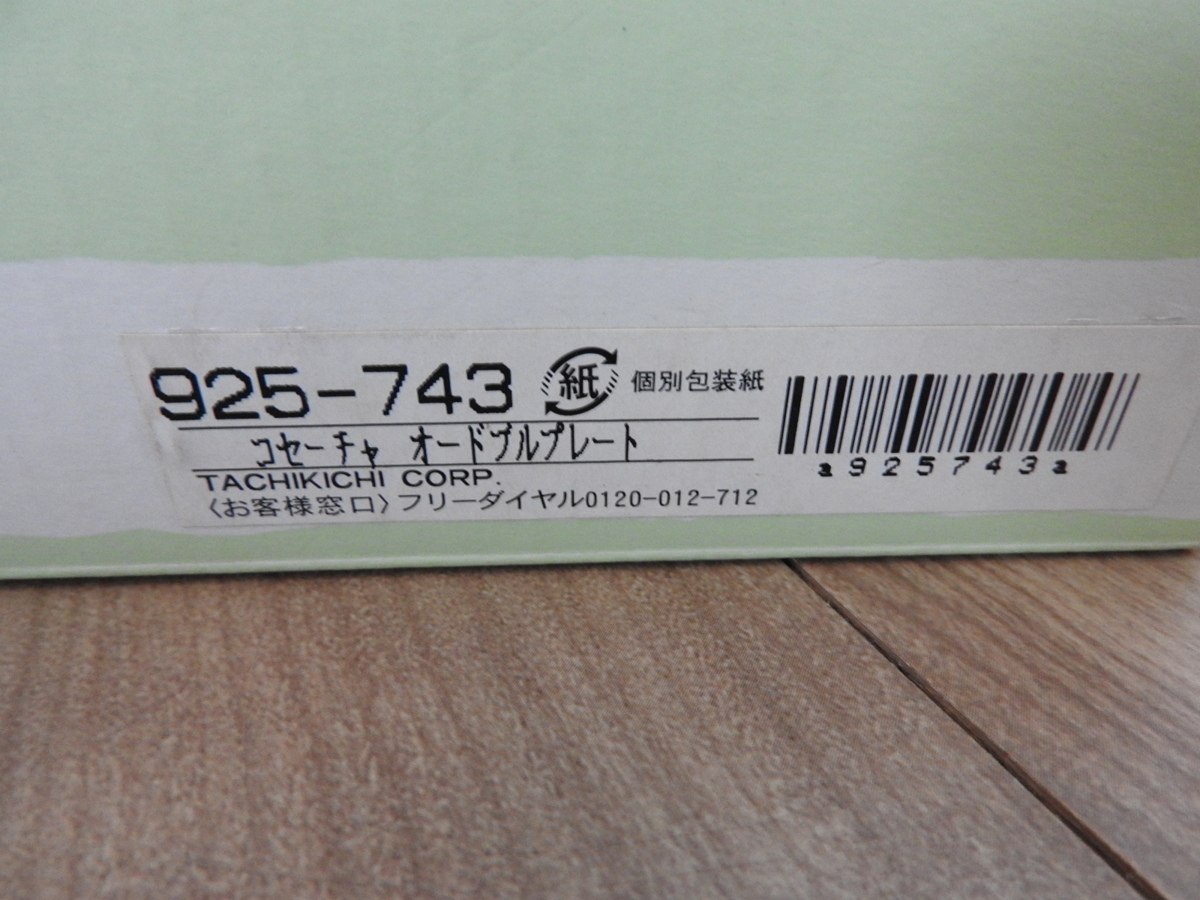 925-743 紙 個別包装紙
コセーチャ オードブルプレート
TACHIKICHI CORP.
〈お客様窓口〉フリーダイヤル0120-012-712
a925743a